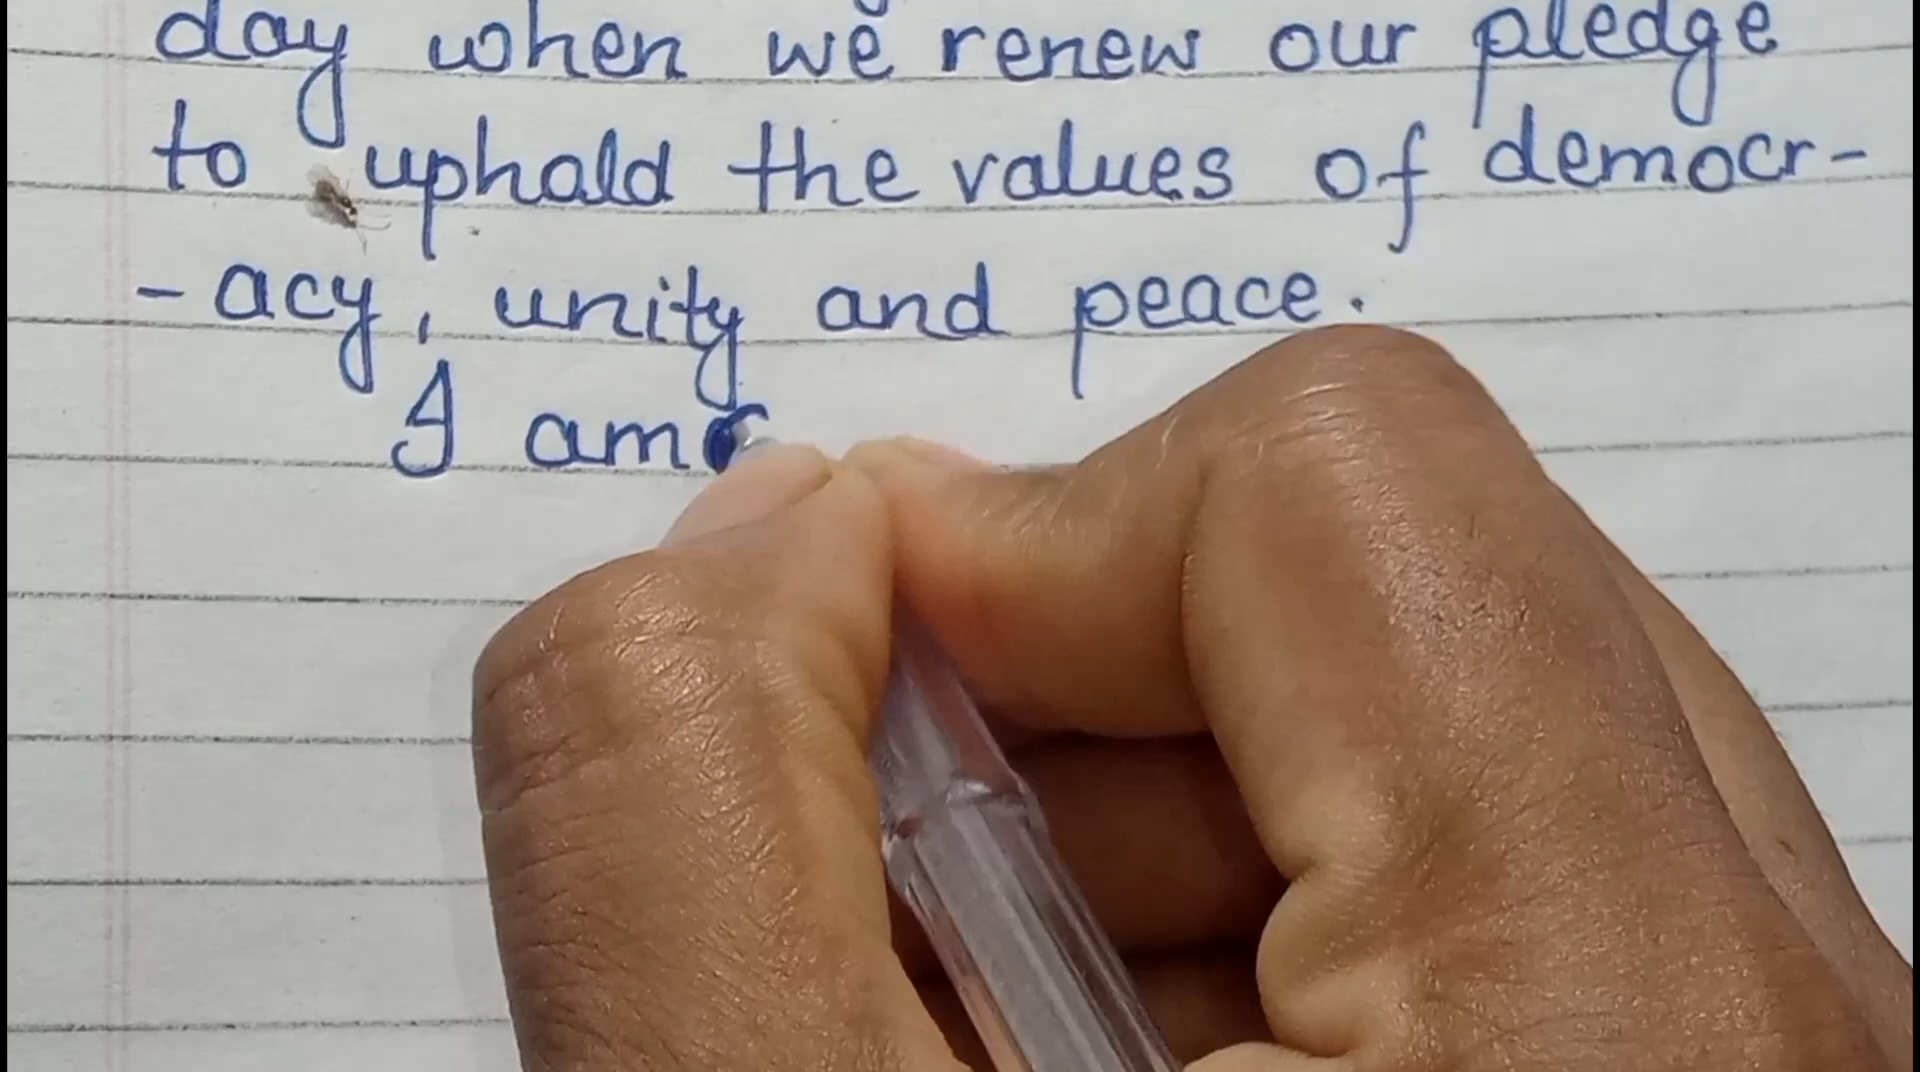 day when we renew our pledge
to uphold the values of democr-
-acy, unity and peace.
I am